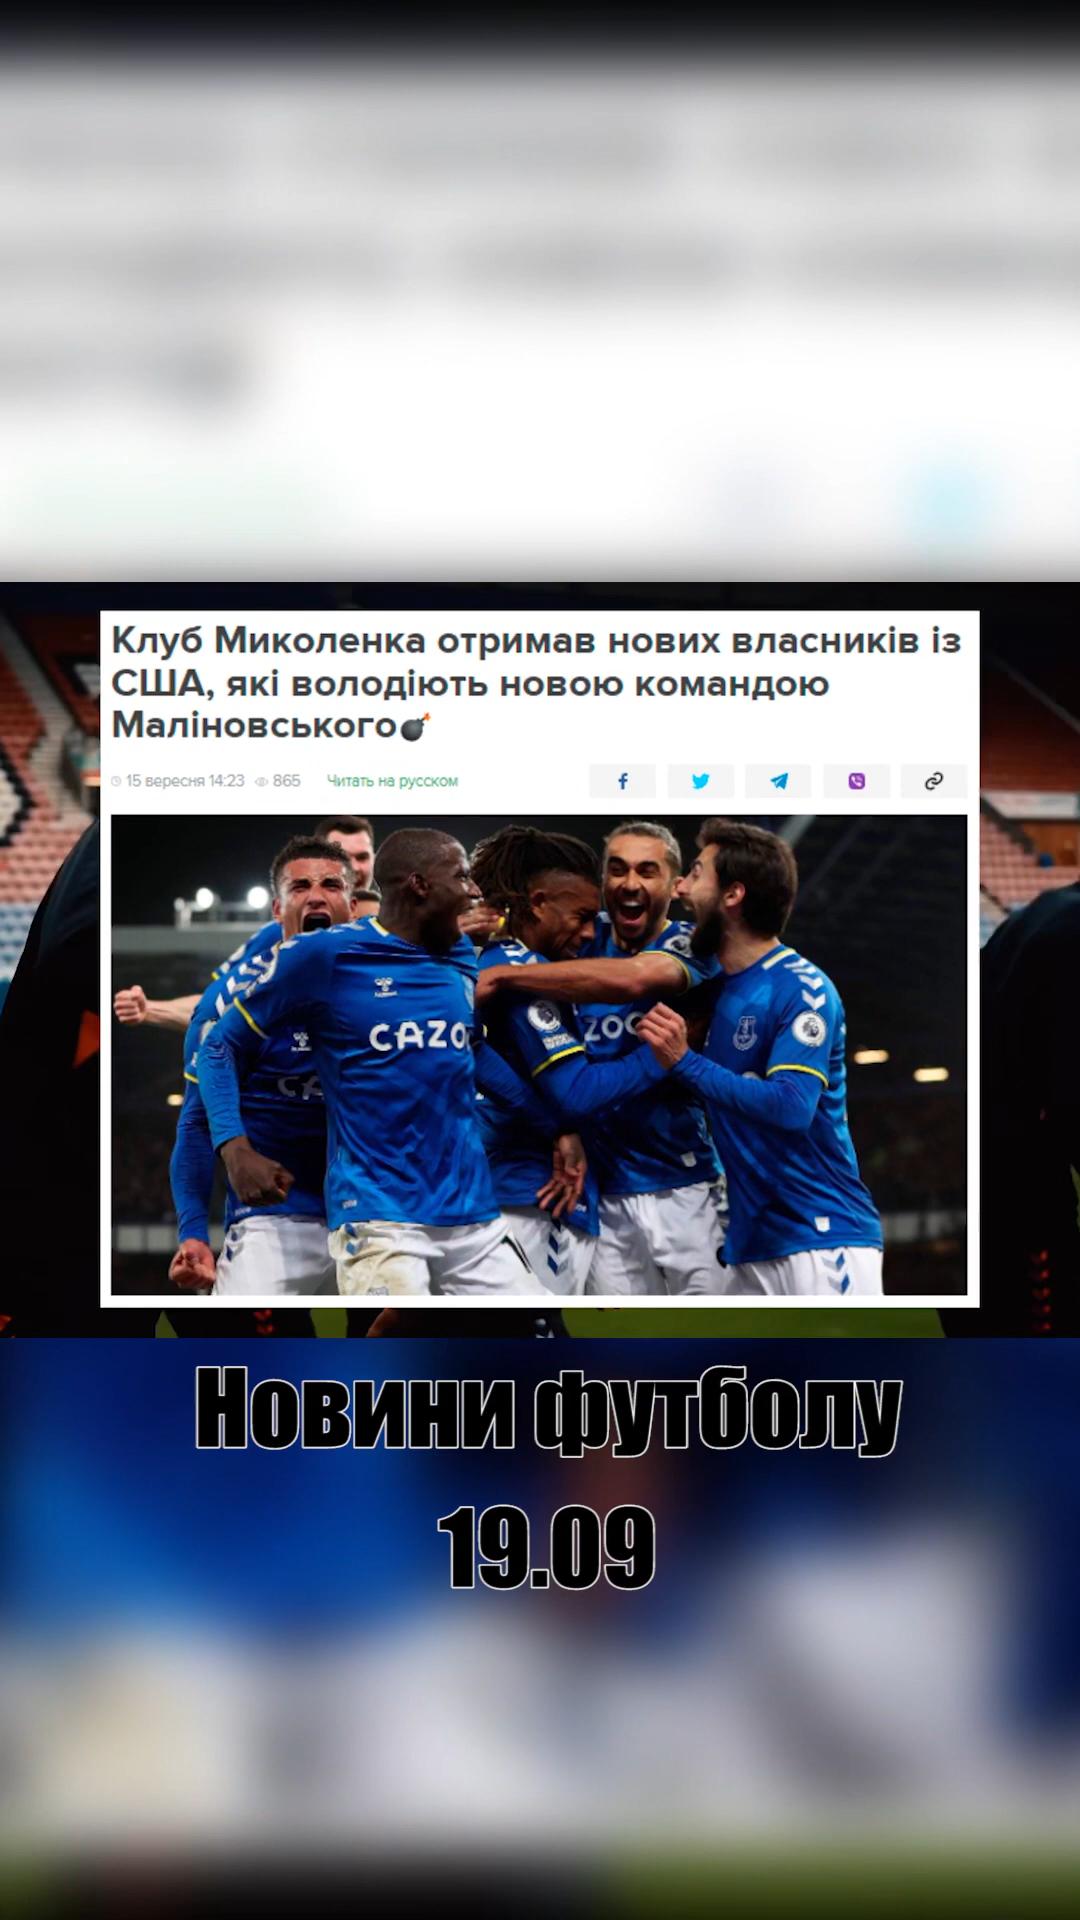 Клуб Миколенка отримав нових власників із
США, які володіють новою командою
Маліновського💣
15 вересня 14:23 865 Читать на русском
CAZO
ZOO
CA
Новини футболу
19.09